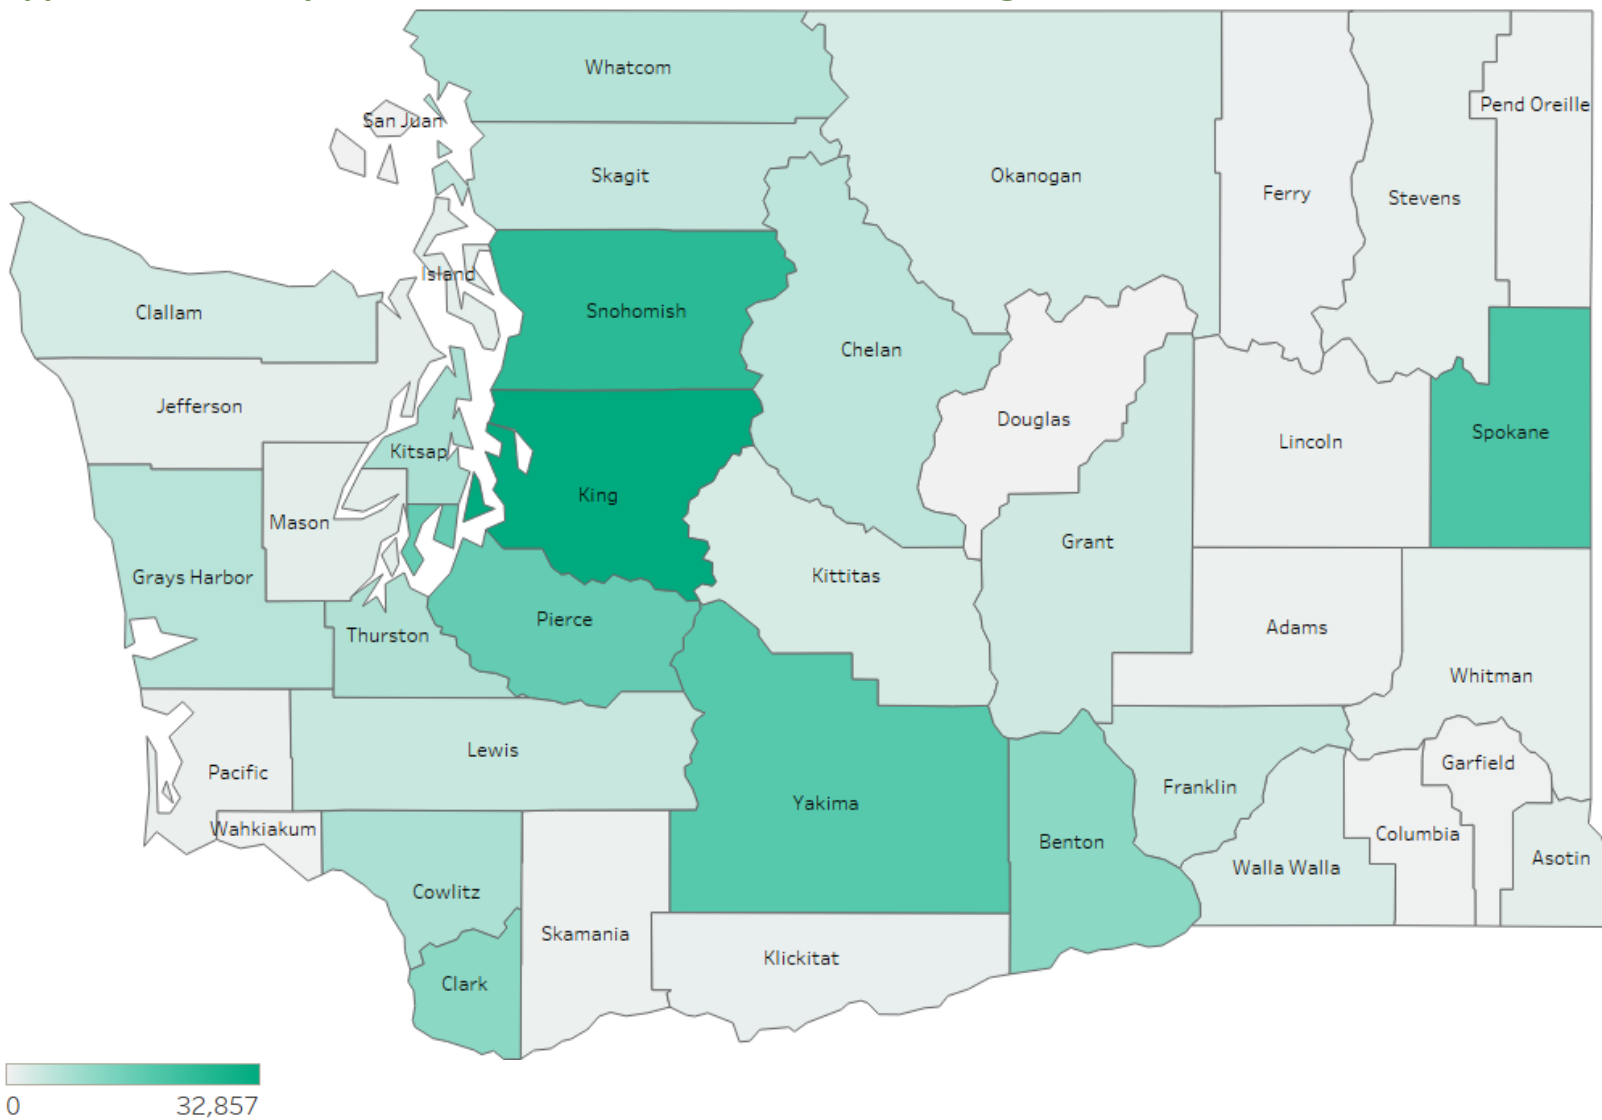 Whatcom
San Juan
Pend Oreille
Skagit
Okanogan
Ferry
Stevens
Island
Clallam
Snohomish
Chelan
Jefferson
Douglas
Lincoln
Spokane
Kitsap
King
Mason
Grant
Grays Harbor
Kittitas
Pierce
Thurston
Adams
Whitman
Lewis
Pacific
Yakima
Franklin
Garfield
Wahkiakum
Benton
Columbia
Asotin
Walla Walla
Cowlitz
Skamania
Klickitat
Clark
0 32,857